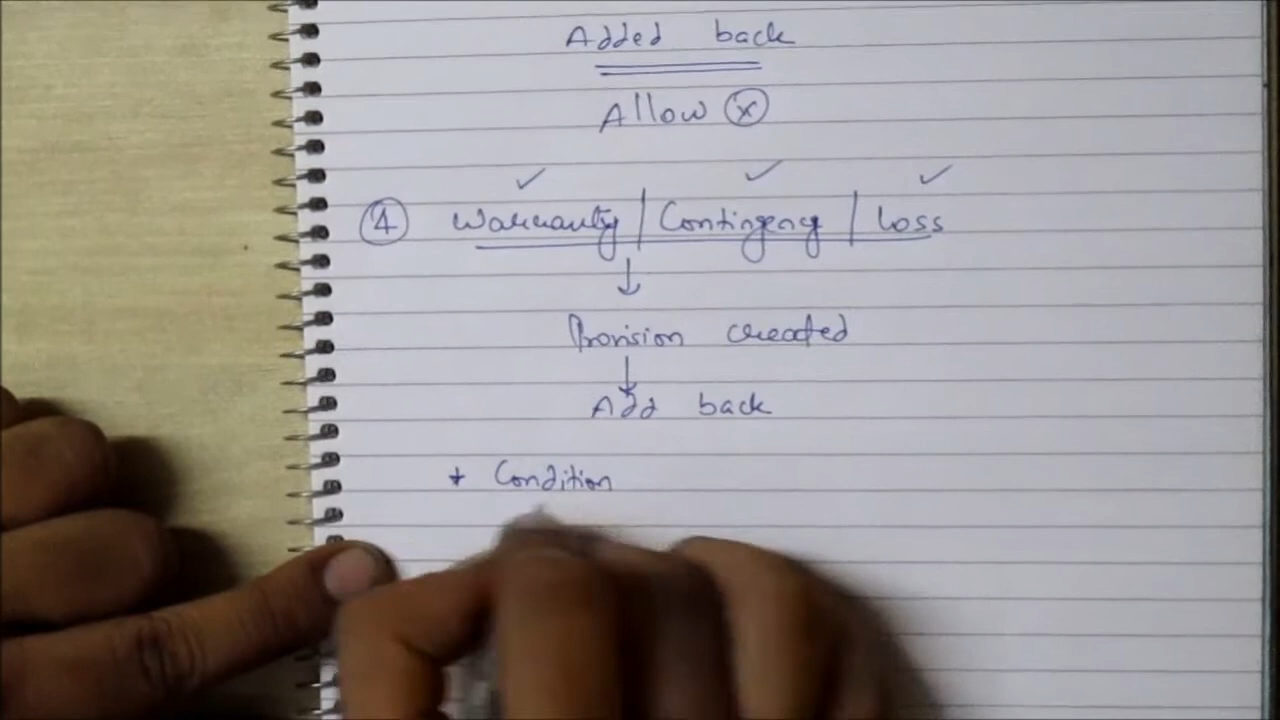 Added back
Allow ⓧ
✓ ✓ ✓
④ Warranty / Contingency / Loss
↓
Provision created
↓
Add back
* Condition